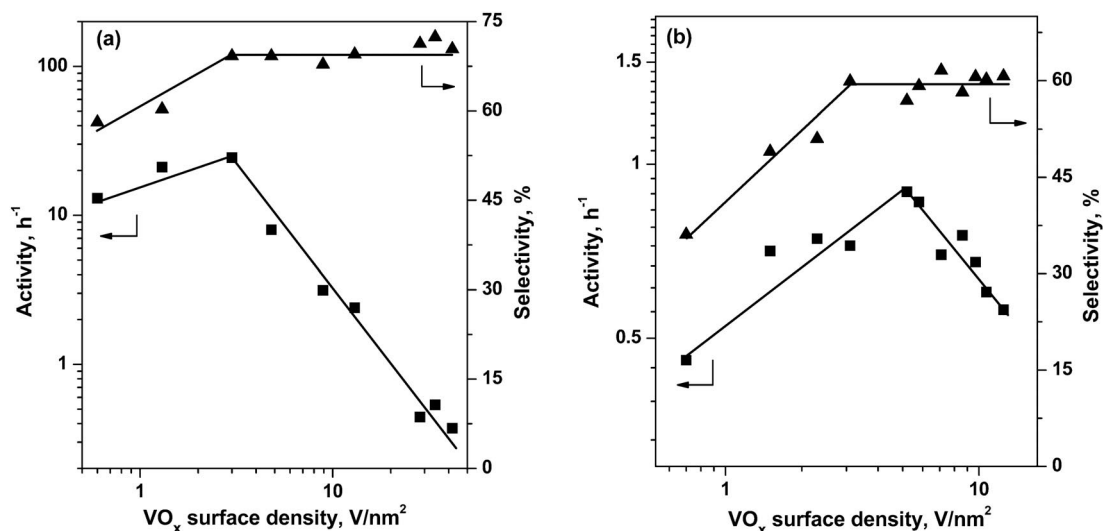 (a)
100
10
1
Activity, h⁻¹
75
60
45
30
15
0
Selectivity, %
1
10
VOₓ surface density, V/nm²
(b)
1.5
1
0.5
Activity, h⁻¹
60
45
30
15
0
Selectivity, %
1
10
VOₓ surface density, V/nm²